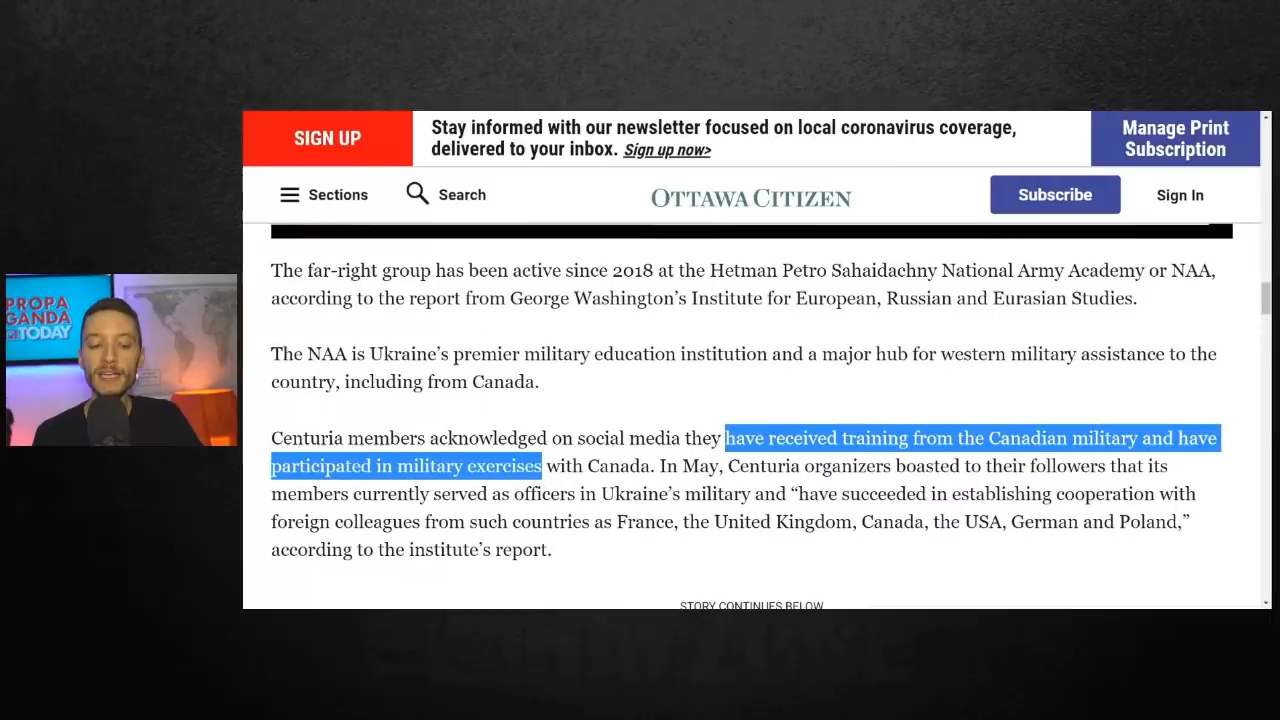 SIGN UP
Stay informed with our newsletter focused on local coronavirus coverage,
delivered to your inbox. Sign up now>
Manage Print
Subscription
Sections
Search
OTTAWA CITIZEN
Subscribe
Sign In
The far-right group has been active since 2018 at the Hetman Petro Sahaidachny National Army Academy or NAA,
according to the report from George Washington’s Institute for European, Russian and Eurasian Studies.
The NAA is Ukraine’s premier military education institution and a major hub for western military assistance to the
country, including from Canada.
Centuria members acknowledged on social media they have received training from the Canadian military and have
participated in military exercises with Canada. In May, Centuria organizers boasted to their followers that its
members currently served as officers in Ukraine’s military and “have succeeded in establishing cooperation with
foreign colleagues from such countries as France, the United Kingdom, Canada, the USA, German and Poland,”
according to the institute’s report.
STORY CONTINUES BELOW
PROPA
GANDA
TODAY